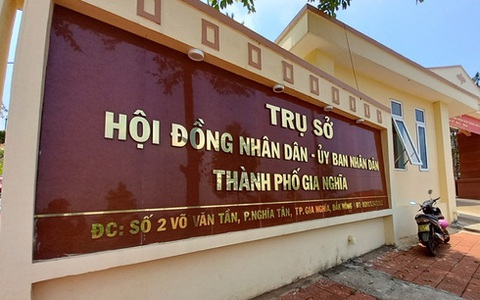 TRỤ SỞ
HỘI ĐỒNG NHÂN DÂN - ỦY BAN NHÂN DÂN
THÀNH PHỐ GIA NGHĨA
ĐC: SỐ 2 VÕ VĂN TẦN, P.NGHĨA TÂN, TP. GIA NGHĨA, ĐĂK NÔNG